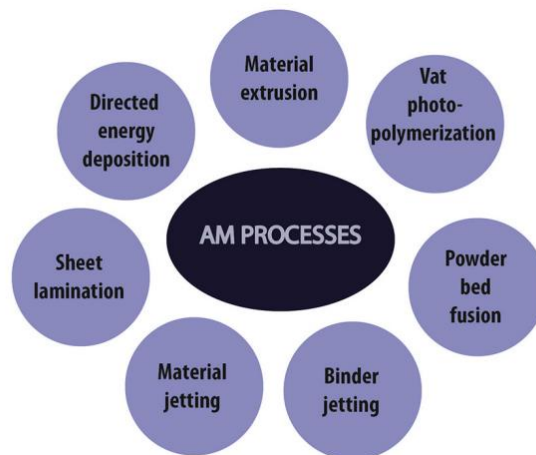 Material
extrusion
Vat
photo-
polymerization
Powder
bed
fusion
Binder
jetting
Material
jetting
Sheet
lamination
Directed
energy
deposition
AM PROCESSES